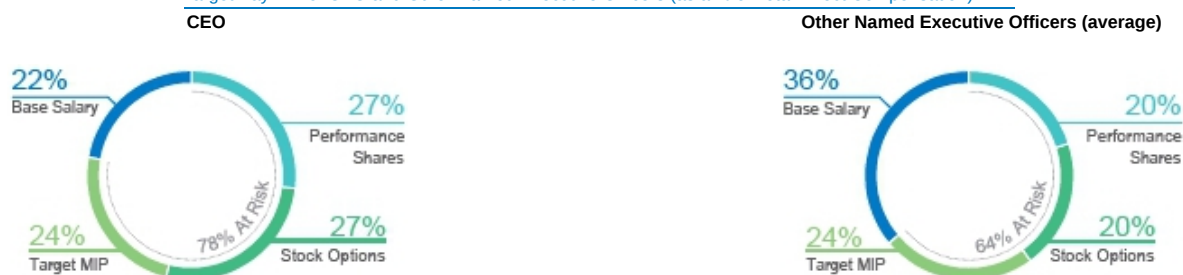 CEO
Other Named Executive Officers (average)
22%
Base Salary
27%
Performance
Shares
78% At Risk
24%
Target MIP
27%
Stock Options
36%
Base Salary
20%
Performance
Shares
64% At Risk
24%
Target MIP
20%
Stock Options